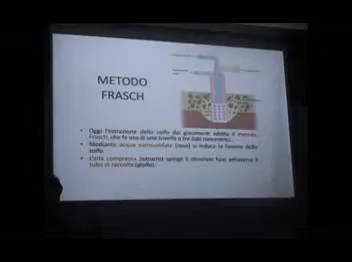 METODO
FRASCH
• Oggi l'estrazione dello zolfo dai giacimenti adotta il metodo
Frasch, che fa uso di una trivella a tre tubi concentrici.
• Mediante acqua surriscaldata (rosa) si induce la fusione dello
zolfo.
• L'aria compressa (azzurro) spinge il minerale fuso attraverso il
tubo di raccolta (giallo).